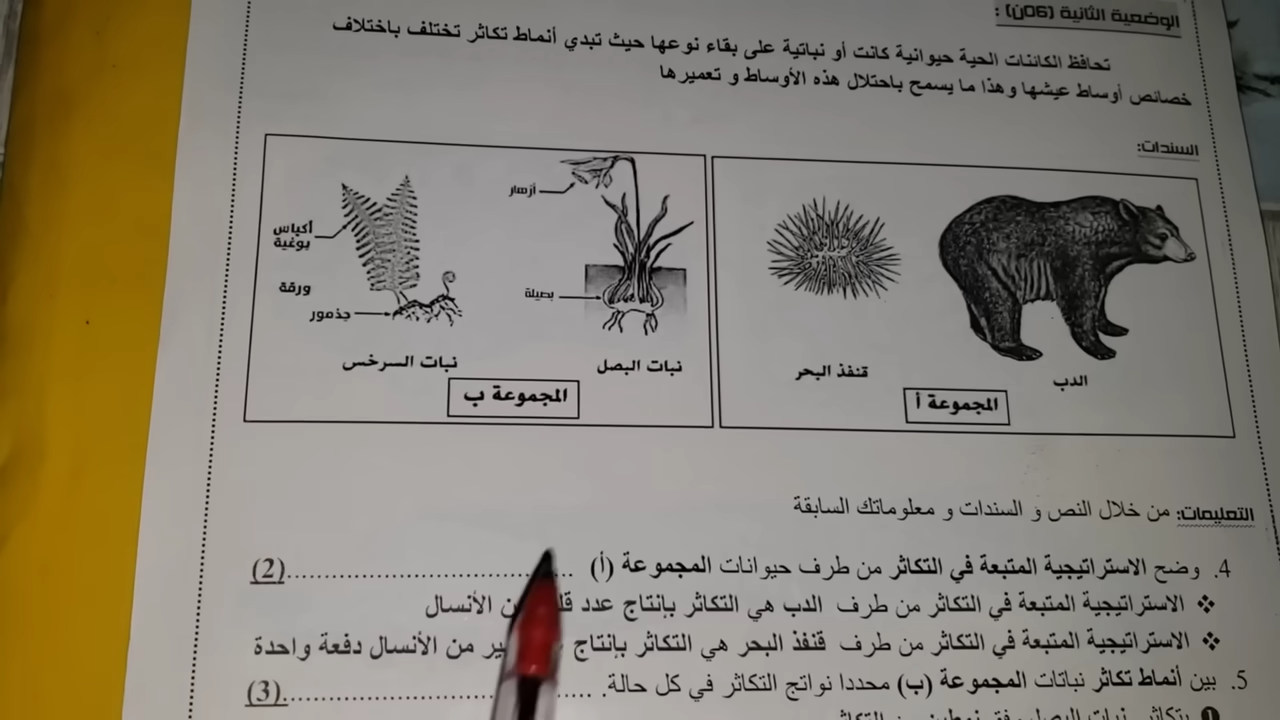 الوضعية الثانية (06ن) :
تحافظ الكائنات الحية حيوانية كانت أو نباتية على بقاء نوعها حيث تبدي أنماط تكاثر تختلف باختلاف
خصائص أوساط عيشها وهذا ما يسمح باحتلال هذه الأوساط و تعميرها
السندات:
الدب
قنفذ البحر
المجموعة أ
أزهار
بصيلة
نبات البصل
أكياس
بوغية
ورقة
جذمور
نبات السرخس
المجموعة ب
التعليمات: من خلال النص و السندات و معلوماتك السابقة
4. وضح الاستراتيجية المتبعة في التكاثر من طرف حيوانات المجموعة (أ) ........................................(2)
❖ الاستراتيجية المتبعة في التكاثر من طرف الدب هي التكاثر بإنتاج عدد الأنسال
❖ الاستراتيجية المتبعة في التكاثر من طرف قنفذ البحر هي التكاثر بإنتاج من الأنسال دفعة واحدة
5. بين أنماط تكاثر نباتات المجموعة (ب) محددا نواتج التكاثر في كل حالة. ........................................(3)